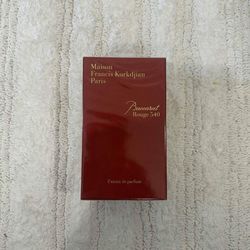 Maison
Francis Kurkdjian
Paris
Baccarat
Rouge 540
Extrait de parfum